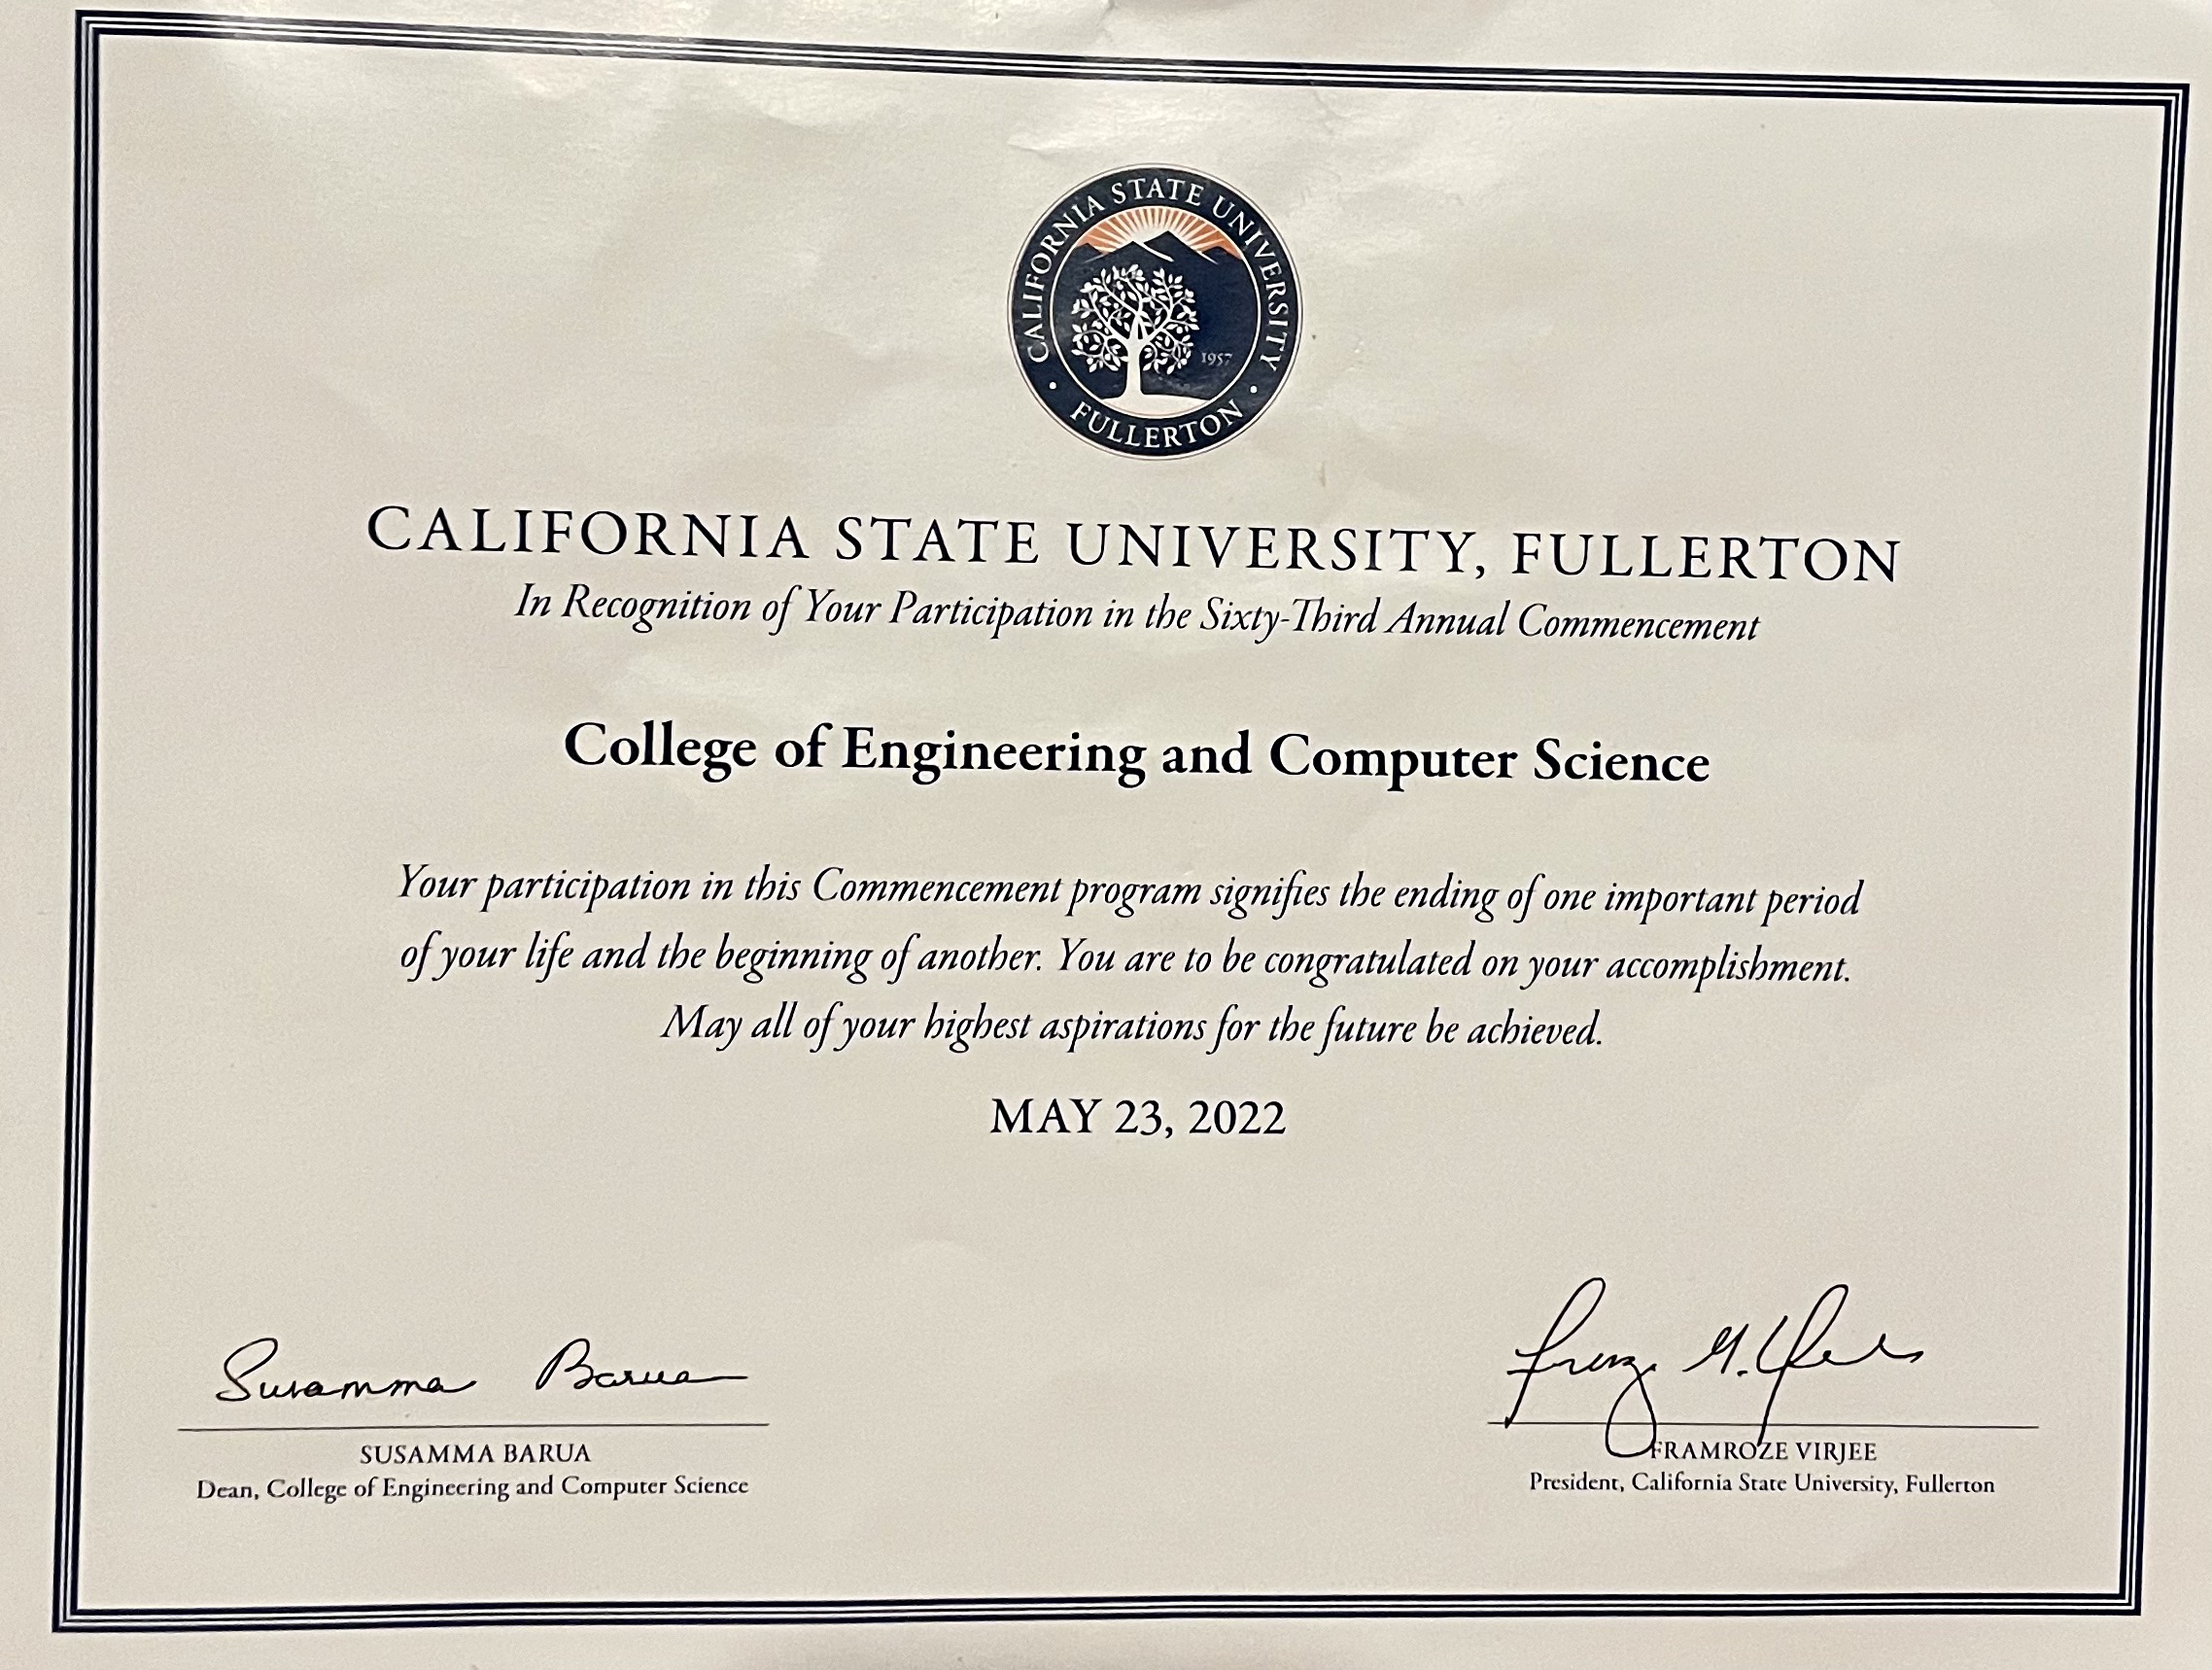 CALIFORNIA STATE UNIVERSITY
1957
FULLERTON
CALIFORNIA STATE UNIVERSITY, FULLERTON
In Recognition of Your Participation in the Sixty-Third Annual Commencement
College of Engineering and Computer Science
Your participation in this Commencement program signifies the ending of one important period
of your life and the beginning of another. You are to be congratulated on your accomplishment.
May all of your highest aspirations for the future be achieved.
MAY 23, 2022
Susamma Barua
SUSAMMA BARUA
Dean, College of Engineering and Computer Science
FRAMROZE VIRJEE
President, California State University, Fullerton